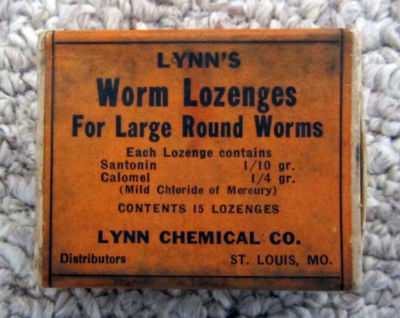 LYNN'S
Worm Lozenges
For Large Round Worms
Each Lozenge contains
Santonin 1/10 gr.
Calomel 1/4 gr.
(Mild Chloride of Mercury)
CONTENTS 15 LOZENGES
LYNN CHEMICAL CO.
Distributors ST. LOUIS, MO.